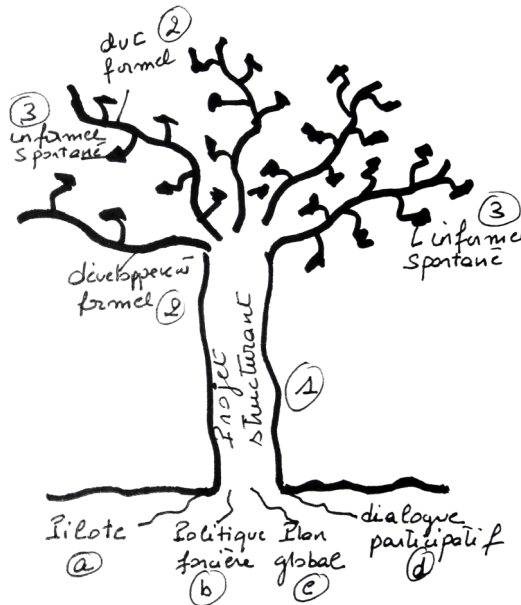 dvt ②
formel
③
informel
spontané
③
l'informel
spontané
développement
formel ②
Projet
structurant
①
Pilote
ⓐ
Politique
foncière
ⓑ
Plan
global
ⓒ
dialogue
participatif
ⓓ